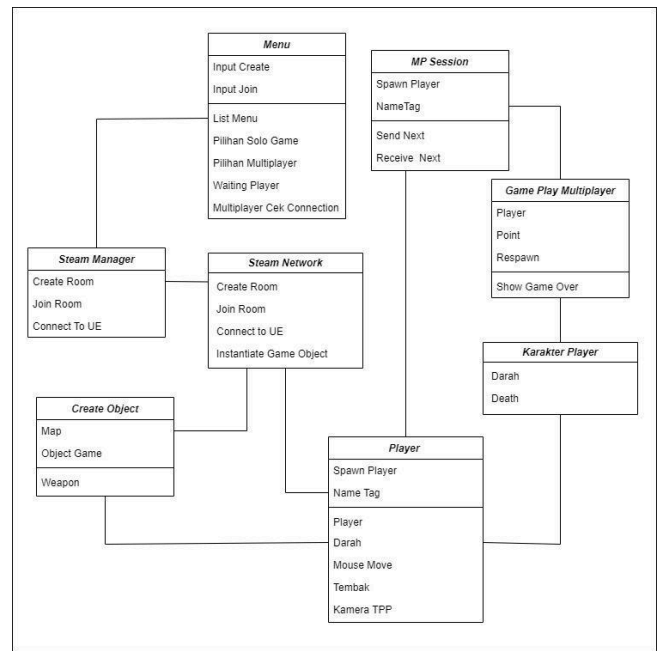 Menu
Input Create
Input Join
List Menu
Pilihan Solo Game
Pilihan Multiplayer
Waiting Player
Multiplayer Cek Connection
MP Session
Spawn Player
NameTag
Send Next
Receive Next
Game Play Multiplayer
Player
Point
Respawn
Show Game Over
Steam Manager
Create Room
Join Room
Connect To UE
Steam Network
Create Room
Join Room
Connect to UE
Instantiate Game Object
Karakter Player
Darah
Death
Create Object
Map
Object Game
Weapon
Player
Spawn Player
Name Tag
Player
Darah
Mouse Move
Tembak
Kamera TPP